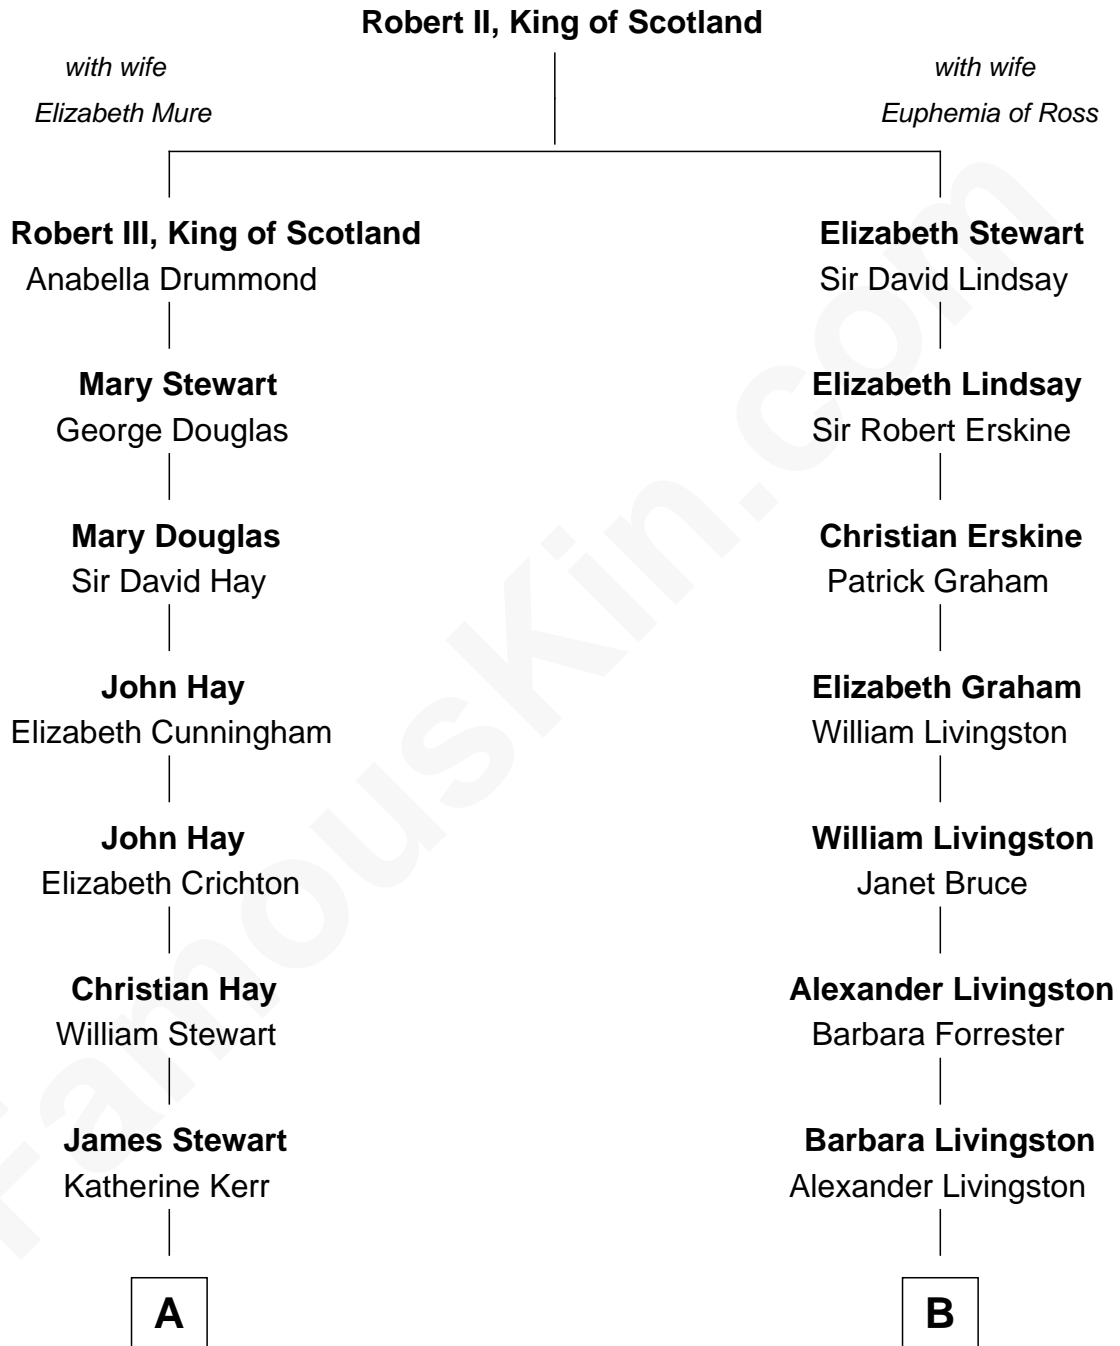 Robert II, King of Scotland
with wife
Elizabeth Mure
with wife
Euphemia of Ross
Robert III, King of Scotland
Anabella Drummond
Elizabeth Stewart
Sir David Lindsay
Mary Stewart
George Douglas
Elizabeth Lindsay
Sir Robert Erskine
Mary Douglas
Sir David Hay
Christian Erskine
Patrick Graham
John Hay
Elizabeth Cunningham
Elizabeth Graham
William Livingston
John Hay
Elizabeth Crichton
William Livingston
Janet Bruce
Christian Hay
William Stewart
Alexander Livingston
Barbara Forrester
James Stewart
Katherine Kerr
Barbara Livingston
Alexander Livingston
A
B
FamousKin.com